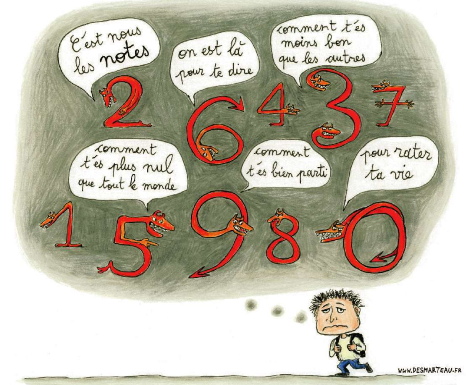 C'est nous
les notes
on est là
pour te dire
comment t'es
moins bon
que les autres
2 6 4 3 7
comment
t'es plus nul
que tout le monde
comment
t'es bien parti
pour rater
ta vie
1 5 9 8 0
www.desmarteau.fr